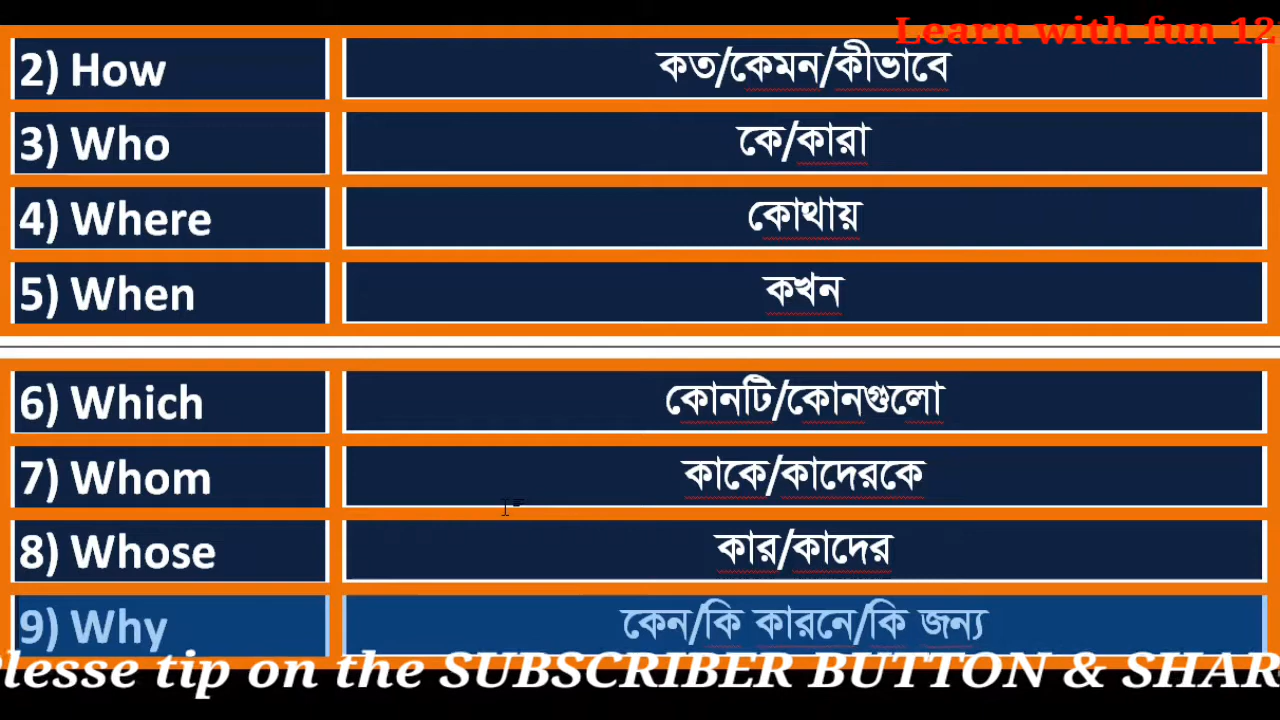 Learn with fun 12
2) How কত/কেমন/কীভাবে
3) Who কে/কারা
4) Where কোথায়
5) When কখন
6) Which কোনটি/কোনগুলো
7) Whom কাকে/কাদেরকে
8) Whose কার/কাদের
9) Why কেন/কি কারনে/কি জন্য
Plesse tip on the SUBSCRIBER BUTTON & SHAR